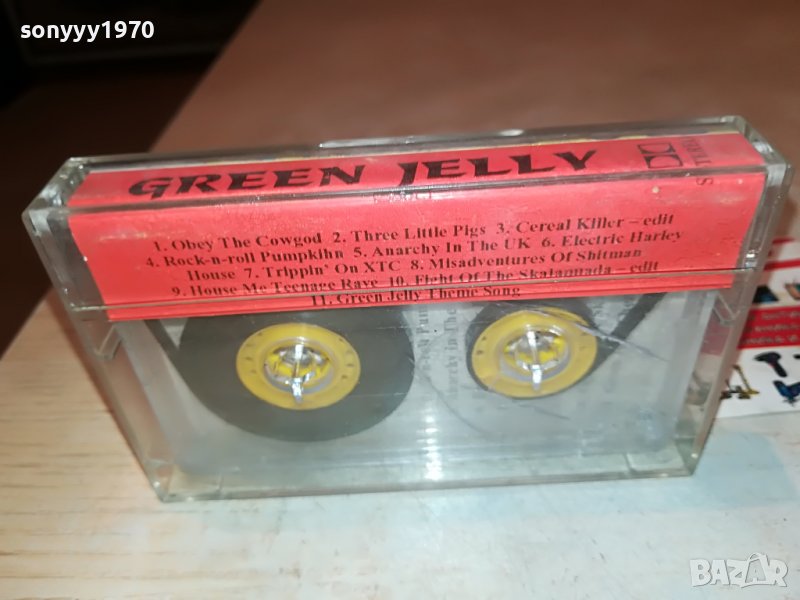 sonyyy1970
GREEN JELLY
1. Obey The Cowgod 2. Three Little Pigs 3. Cereal Killer – edit
4. Rock-n-roll Pumpkihn 5. Anarchy In The UK 6. Electric Harley
House 7. Trippin' On XTC 8. Misadventures Of Shitman
9. House Me Teenage Rave 10. Fight Of The Skajaquada – edit
11. Green Jelly Theme Song
BAZAR